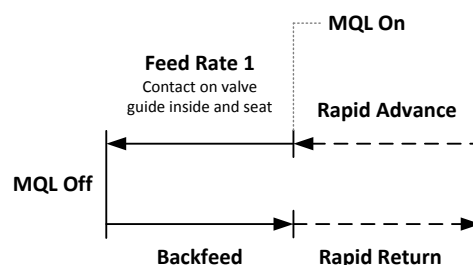 MQL On
Feed Rate 1
Contact on valve
guide inside and seat
Rapid Advance
MQL Off
Backfeed
Rapid Return